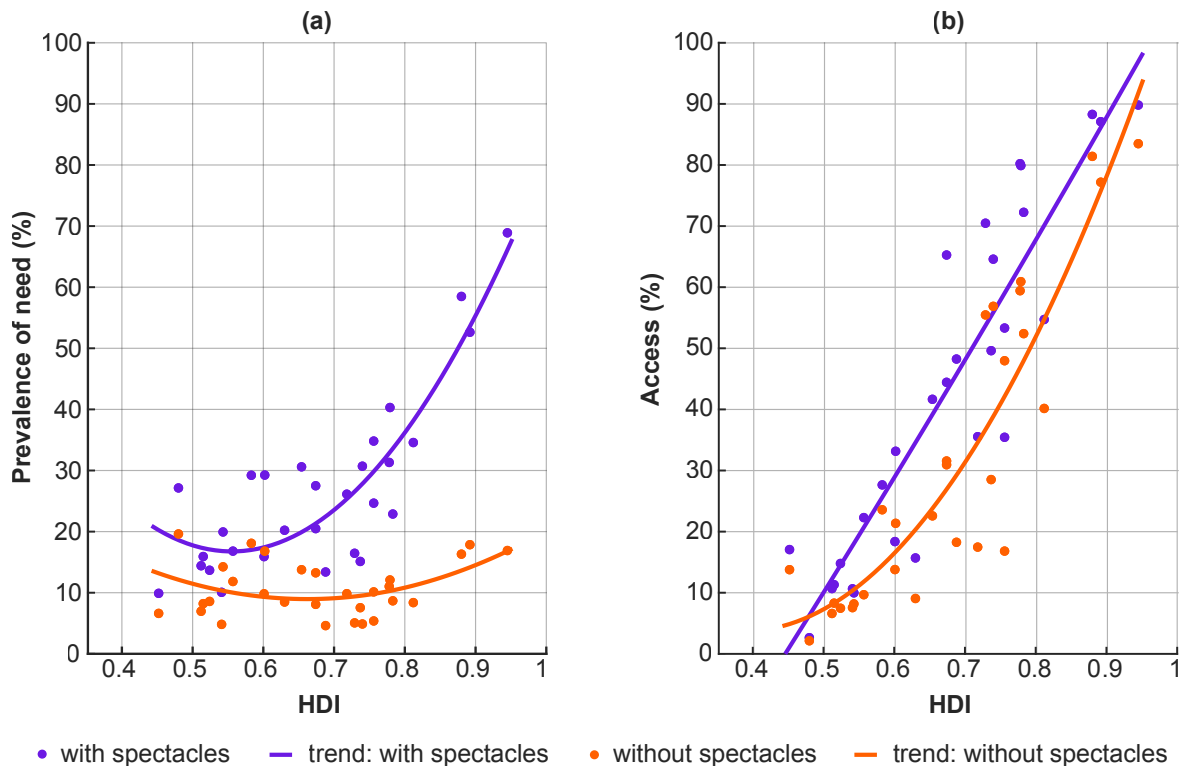 (a)
(b)
Prevalence of need (%)
100
90
80
70
60
50
40
30
20
10
0
0.4 0.5 0.6 0.7 0.8 0.9 1
HDI
Access (%)
100
90
80
70
60
50
40
30
20
10
0
0.4 0.5 0.6 0.7 0.8 0.9 1
HDI
with spectacles trend: with spectacles without spectacles trend: without spectacles